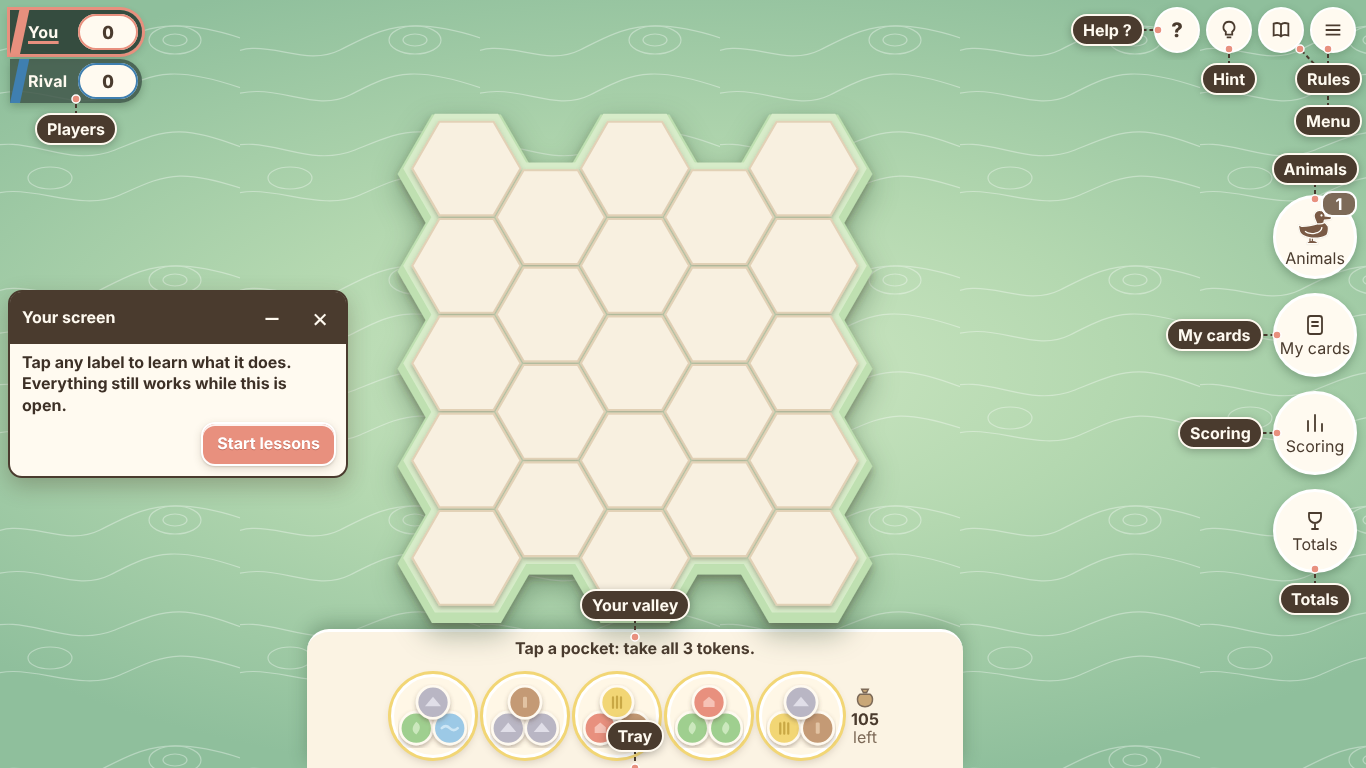 You 0
Rival 0
Players
Help ?
?
Hint
Rules
Menu
Animals
1
Animals
My cards
My cards
Scoring
Scoring
Totals
Totals
Your screen
Tap any label to learn what it does.
Everything still works while this is
open.
Start lessons
Your valley
Tap a pocket: take all 3 tokens.
Tray
105
left